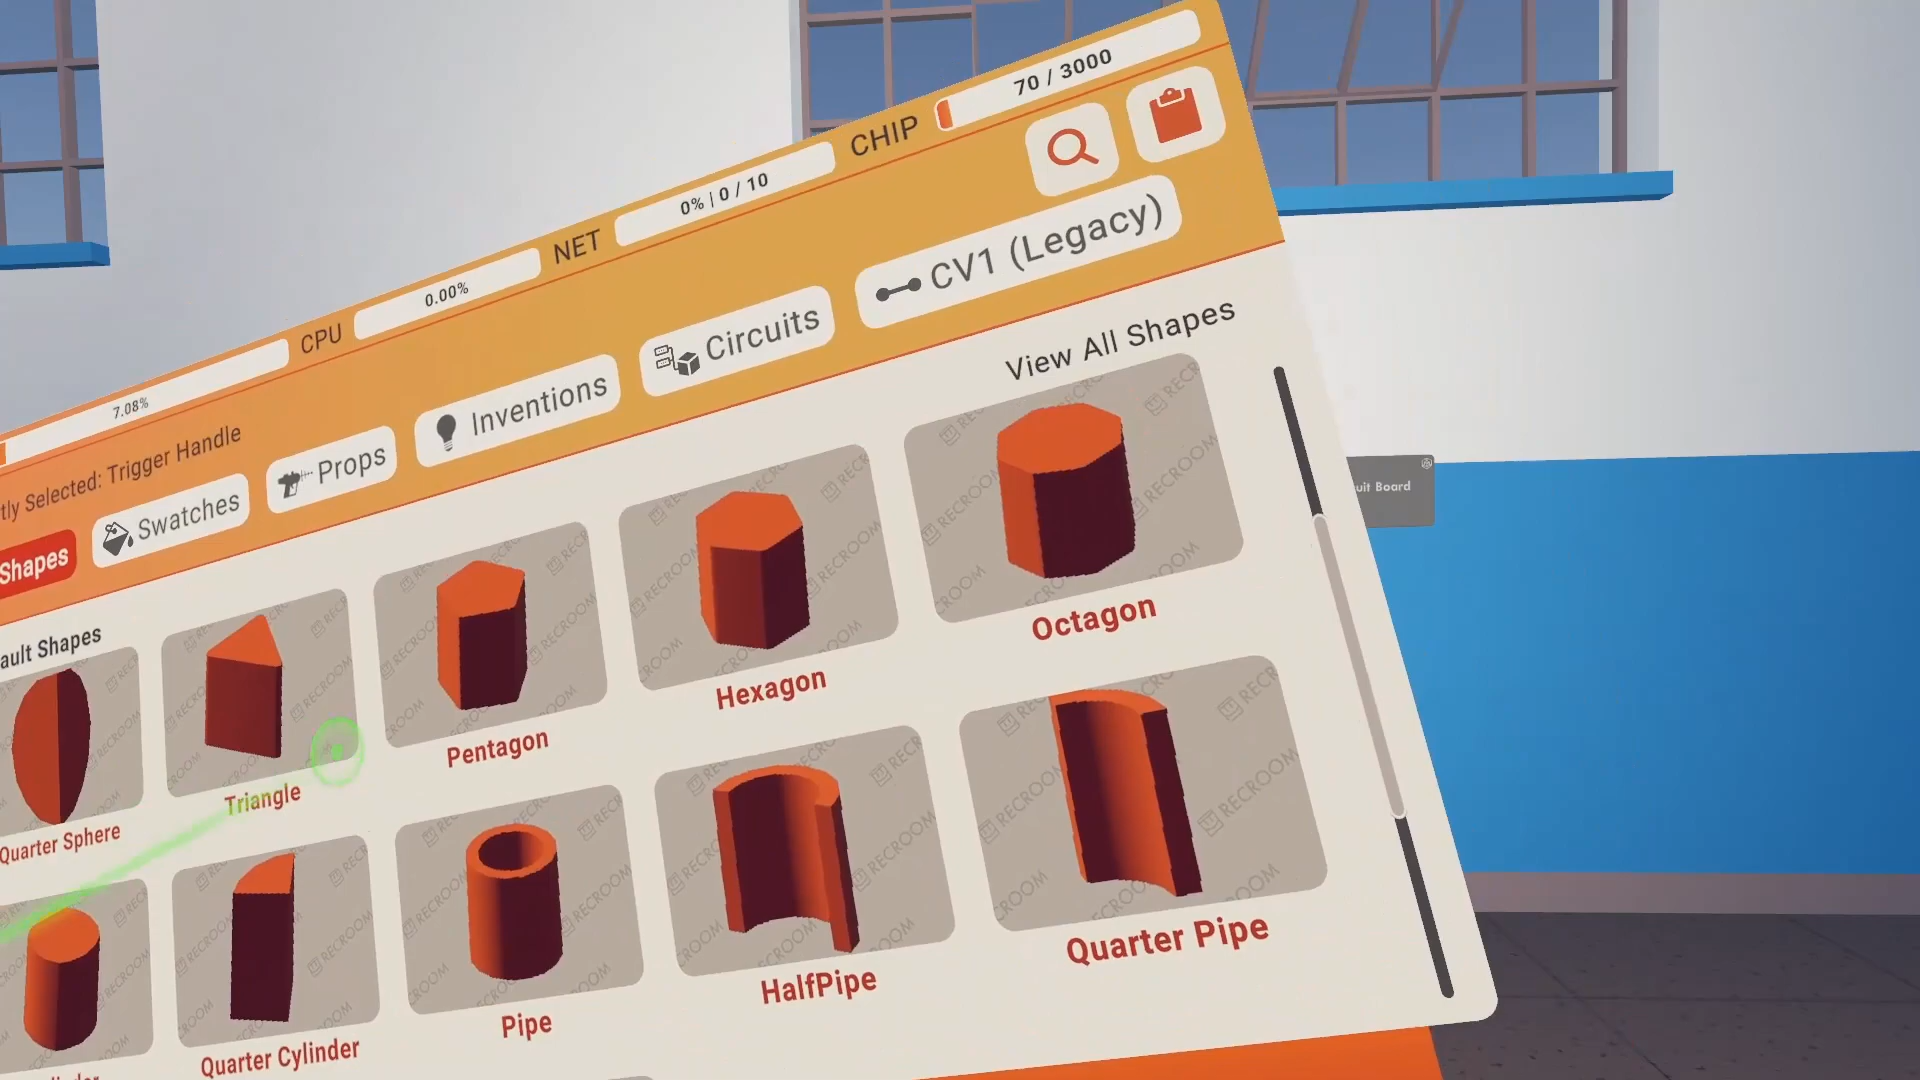 CHIP 70 / 3000
NET 0% | 0 / 10
CPU 0.00%
7.08%
tly Selected: Trigger Handle
Shapes
Swatches
Props
Inventions
Circuits
CV1 (Legacy)
ault Shapes
View All Shapes
Quarter Sphere
Triangle
Pentagon
Hexagon
Octagon
Quarter Cylinder
Pipe
HalfPipe
Quarter Pipe
uit Board
RECROOM